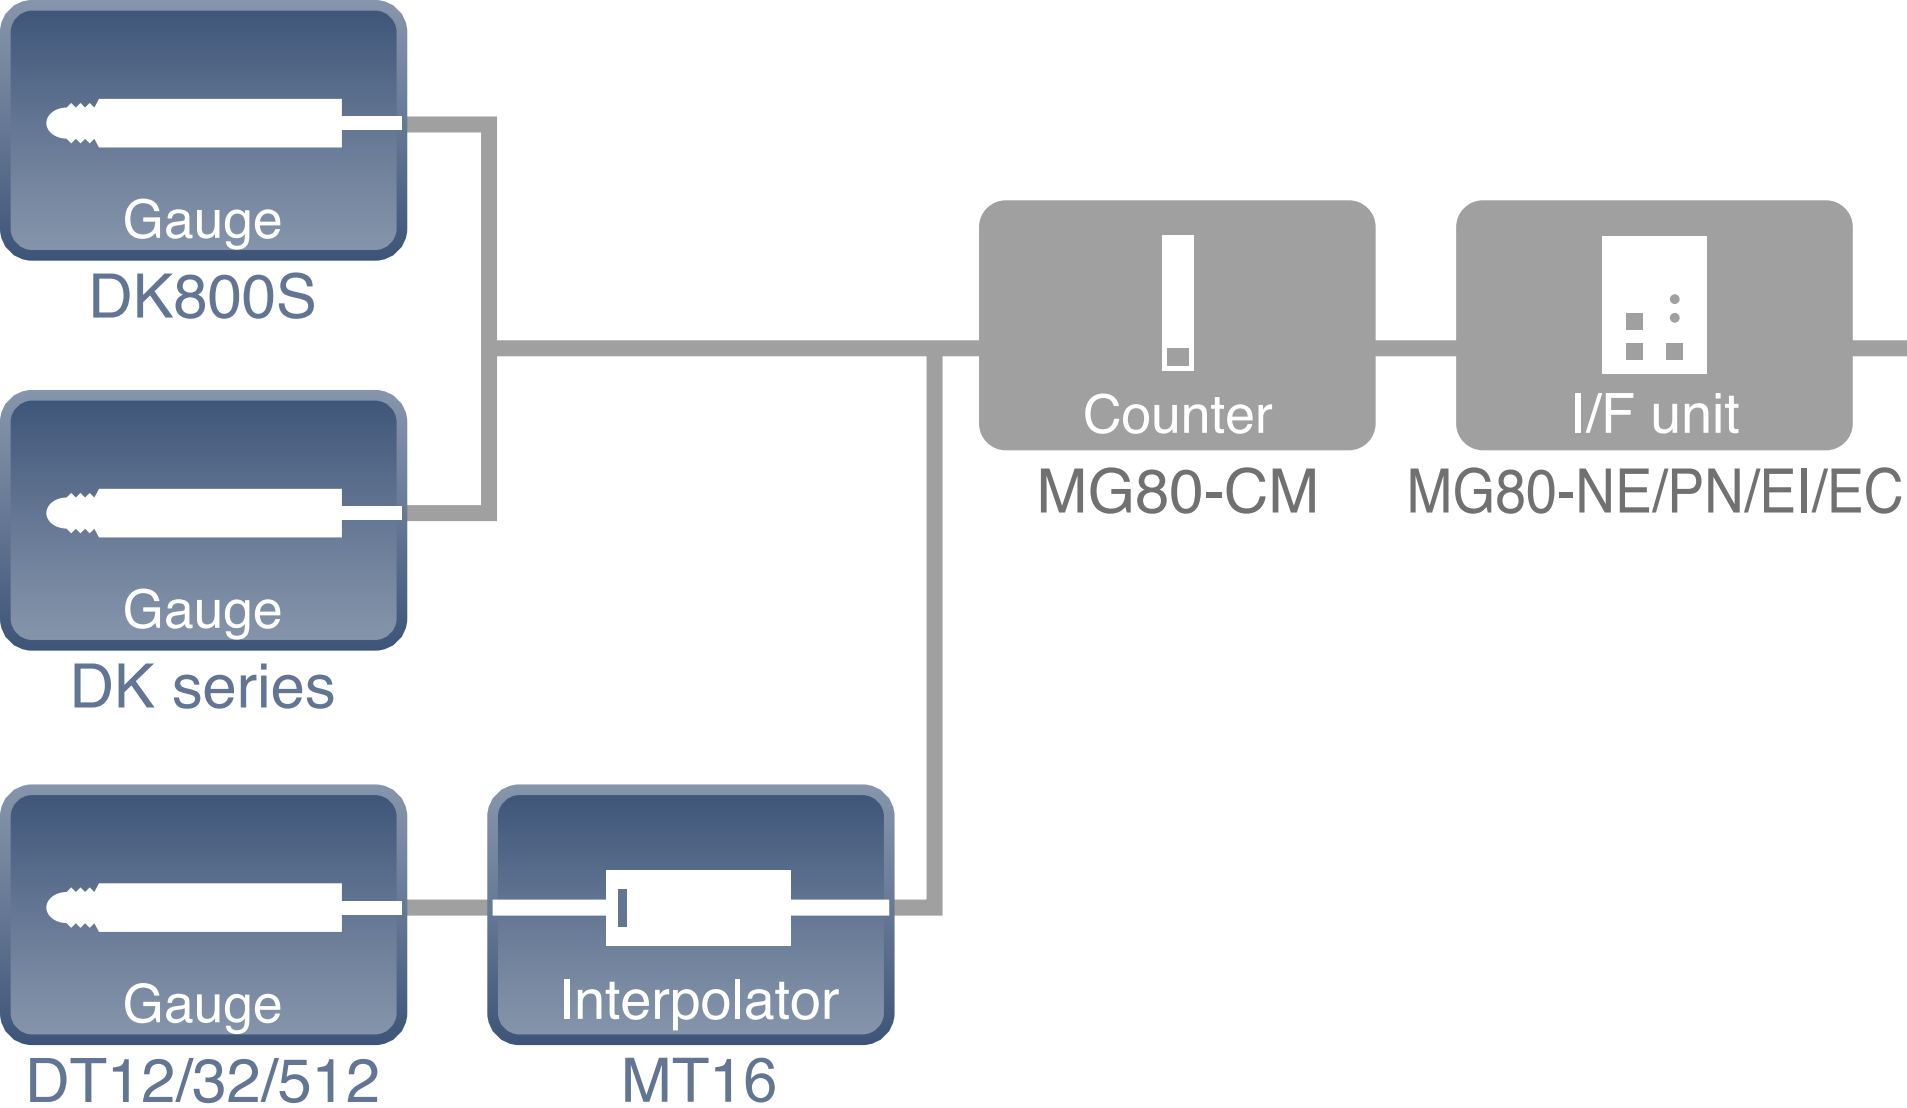 Gauge
DK800S
Counter
MG80-CM
I/F unit
MG80-NE/PN/EI/EC
Gauge
DK series
Gauge
DT12/32/512
Interpolator
MT16